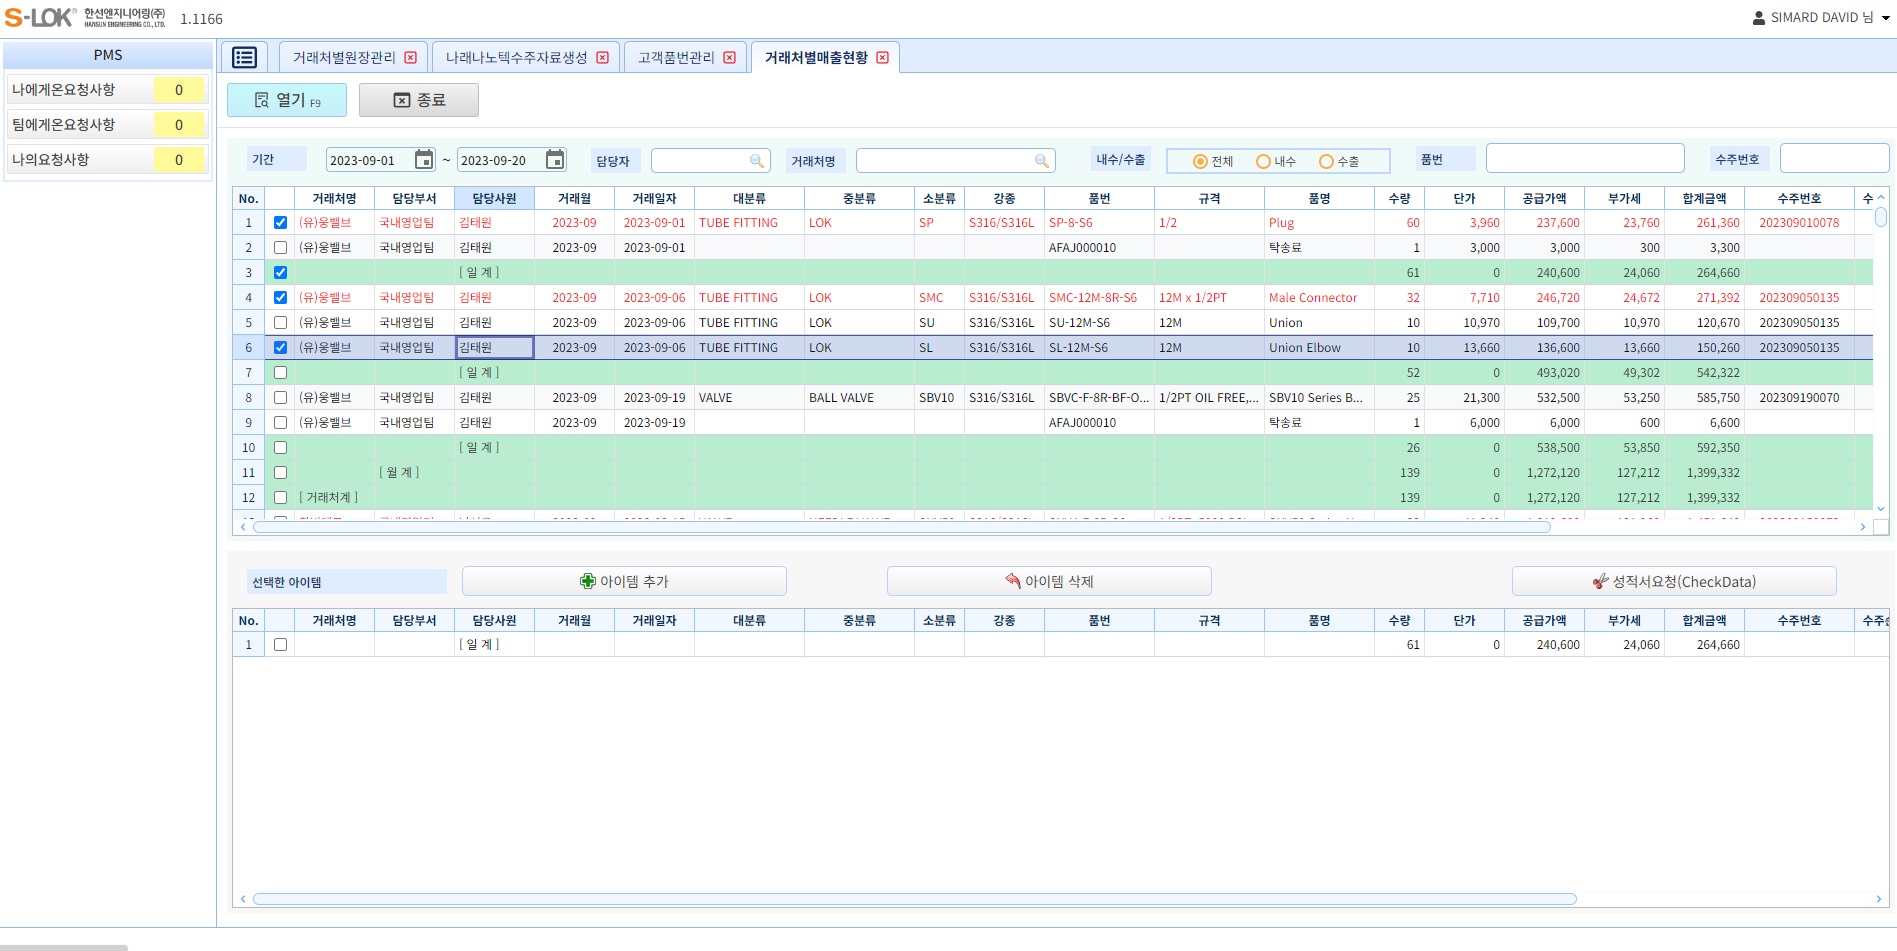 S-LOK® 한선엔지니어링(주) HANSUN ENGINEERING CO., LTD. 1.1166 SIMARD DAVID 님
PMS
나에게온요청사항 0
팀에게온요청사항 0
나의요청사항 0
거래처별원장관리 나래나노텍수주자료생성 고객품번관리 거래처별매출현황
열기 F9 종료
기간 2023-09-01 ~ 2023-09-20 담당자 거래처명 내수/수출 전체 내수 수출 품번 수주번호
No. 거래처명 담당부서 담당사원 거래월 거래일자 대분류 중분류 소분류 강종 품번 규격 품명 수량 단가 공급가액 부가세 합계금액 수주번호 수
1 (유)웅밸브 국내영업팀 김태원 2023-09 2023-09-01 TUBE FITTING LOK SP S316/S316L SP-8-S6 1/2 Plug 60 3,960 237,600 23,760 261,360 202309010078
2 (유)웅밸브 국내영업팀 김태원 2023-09 2023-09-01 AFAJ000010 탁송료 1 3,000 3,000 300 3,300
3 [ 일 계 ] 61 0 240,600 24,060 264,660
4 (유)웅밸브 국내영업팀 김태원 2023-09 2023-09-06 TUBE FITTING LOK SMC S316/S316L SMC-12M-8R-S6 12M x 1/2PT Male Connector 32 7,710 246,720 24,672 271,392 202309050135
5 (유)웅밸브 국내영업팀 김태원 2023-09 2023-09-06 TUBE FITTING LOK SU S316/S316L SU-12M-S6 12M Union 10 10,970 109,700 10,970 120,670 202309050135
6 (유)웅밸브 국내영업팀 김태원 2023-09 2023-09-06 TUBE FITTING LOK SL S316/S316L SL-12M-S6 12M Union Elbow 10 13,660 136,600 13,660 150,260 202309050135
7 [ 일 계 ] 52 0 493,020 49,302 542,322
8 (유)웅밸브 국내영업팀 김태원 2023-09 2023-09-19 VALVE BALL VALVE SBV10 S316/S316L SBVC-F-8R-BF-O... 1/2PT OIL FREE,... SBV10 Series B... 25 21,300 532,500 53,250 585,750 202309190070
9 (유)웅밸브 국내영업팀 김태원 2023-09 2023-09-19 AFAJ000010 탁송료 1 6,000 6,000 600 6,600
10 [ 일 계 ] 26 0 538,500 53,850 592,350
11 [ 월 계 ] 139 0 1,272,120 127,212 1,399,332
12 [ 거래처계 ] 139 0 1,272,120 127,212 1,399,332
선택한 아이템 아이템 추가 아이템 삭제 성적서요청(CheckData)
No. 거래처명 담당부서 담당사원 거래월 거래일자 대분류 중분류 소분류 강종 품번 규격 품명 수량 단가 공급가액 부가세 합계금액 수주번호
1 [ 일 계 ] 61 0 240,600 24,060 264,660